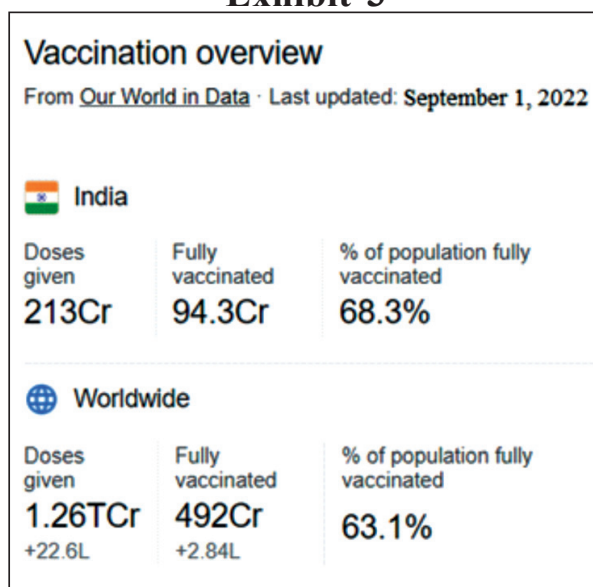 Exhibit 3
Vaccination overview
From Our World in Data · Last updated: September 1, 2022
India
Doses given
Fully vaccinated
% of population fully vaccinated
213Cr
94.3Cr
68.3%
Worldwide
Doses given
Fully vaccinated
% of population fully vaccinated
1.26TCr
492Cr
63.1%
+22.6L
+2.84L